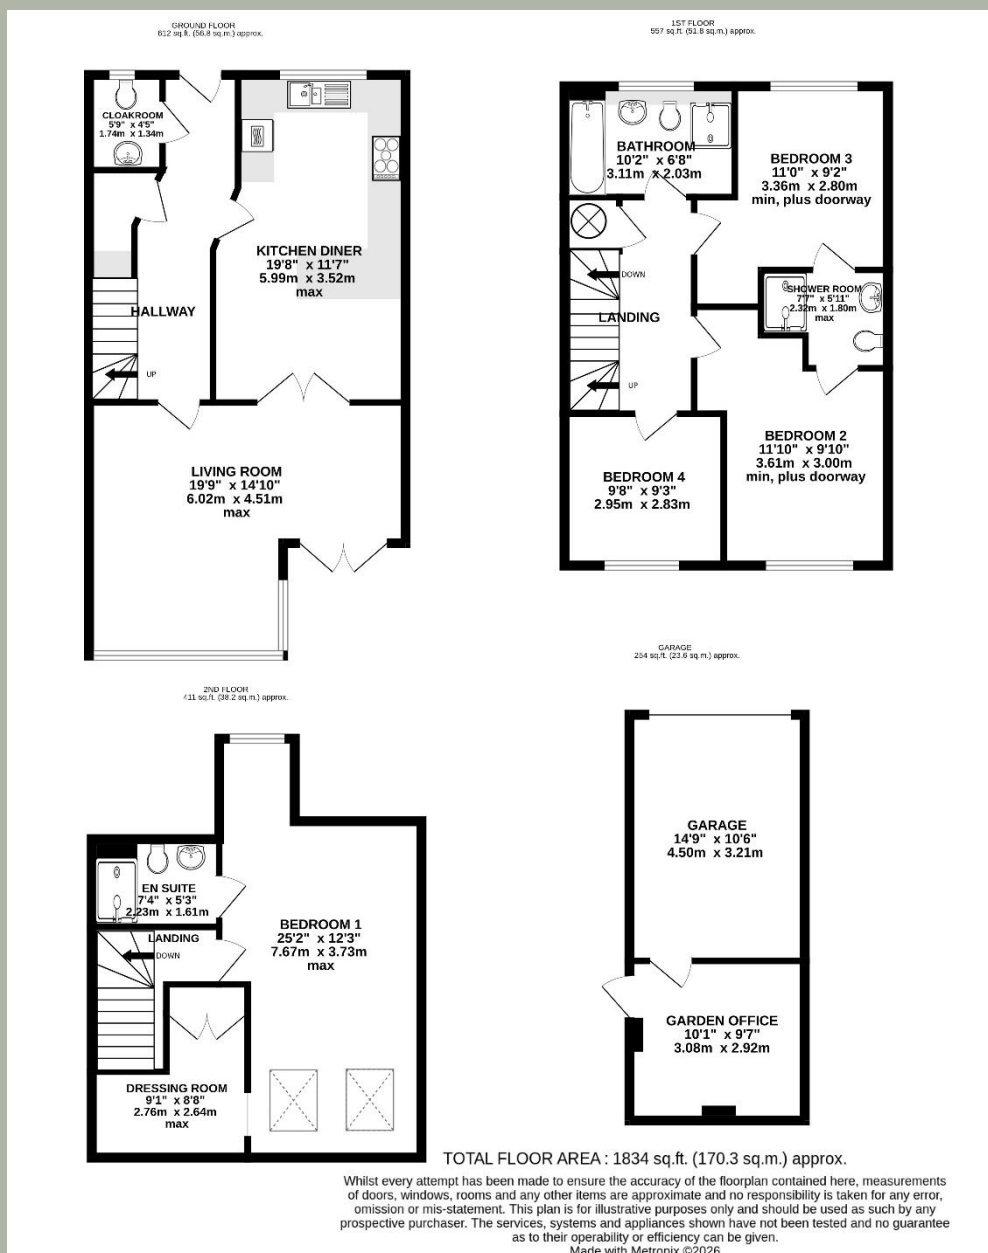 GROUND FLOOR
612 sq.ft. (56.8 sq.m.) approx.
1ST FLOOR
557 sq.ft. (51.8 sq.m.) approx.
CLOAKROOM
5'9" x 4'5"
1.74m x 1.34m
KITCHEN DINER
19'8" x 11'7"
5.99m x 3.52m
max
HALLWAY
UP
LIVING ROOM
19'9" x 14'10"
6.02m x 4.51m
max
BATHROOM
10'2" x 6'8"
3.11m x 2.03m
BEDROOM 3
11'0" x 9'2"
3.36m x 2.80m
min, plus doorway
DOWN
SHOWER ROOM
7'7" x 5'11"
2.32m x 1.80m
max
LANDING
UP
BEDROOM 2
11'10" x 9'10"
3.61m x 3.00m
min, plus doorway
BEDROOM 4
9'8" x 9'3"
2.95m x 2.83m
2ND FLOOR
411 sq.ft. (38.2 sq.m.) approx.
GARAGE
254 sq.ft. (23.6 sq.m.) approx.
EN SUITE
7'4" x 5'3"
2.23m x 1.61m
LANDING
DOWN
BEDROOM 1
25'2" x 12'3"
7.67m x 3.73m
max
DRESSING ROOM
9'1" x 8'8"
2.76m x 2.64m
max
GARAGE
14'9" x 10'6"
4.50m x 3.21m
GARDEN OFFICE
10'1" x 9'7"
3.08m x 2.92m
TOTAL FLOOR AREA : 1834 sq.ft. (170.3 sq.m.) approx.
Whilst every attempt has been made to ensure the accuracy of the floorplan contained here, measurements
of doors, windows, rooms and any other items are approximate and no responsibility is taken for any error,
omission or mis-statement. This plan is for illustrative purposes only and should be used as such by any
prospective purchaser. The services, systems and appliances shown have not been tested and no guarantee
as to their operability or efficiency can be given.
Made with Metropix ©2026